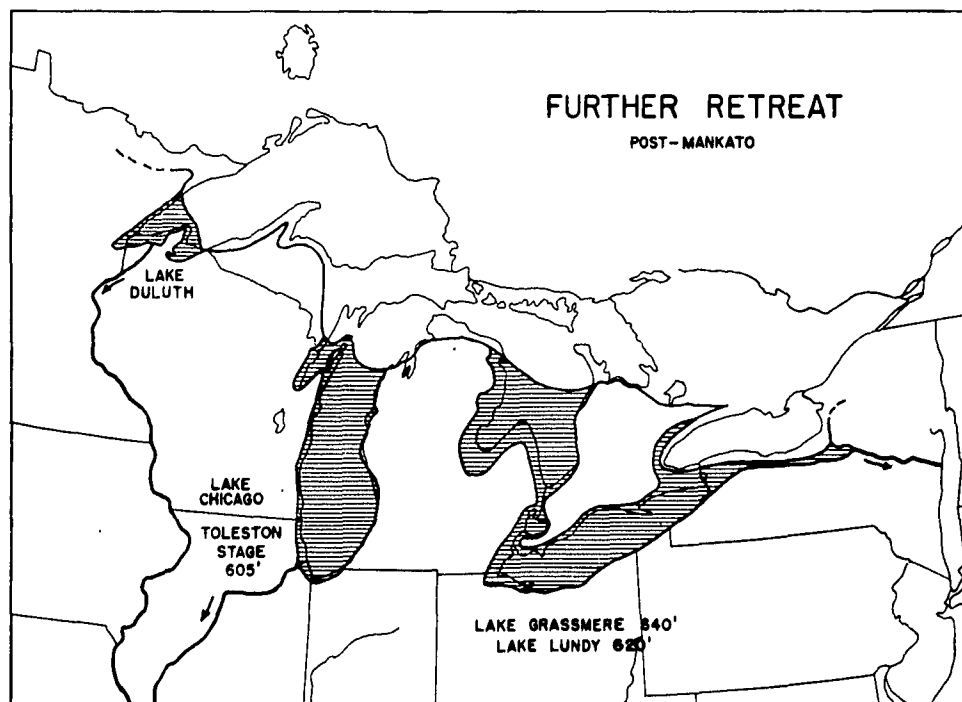 FURTHER RETREAT
POST-MANKATO
LAKE
DULUTH
LAKE
CHICAGO
TOLESTON
STAGE
605'
LAKE GRASSMERE 640'
LAKE LUNDY 620'